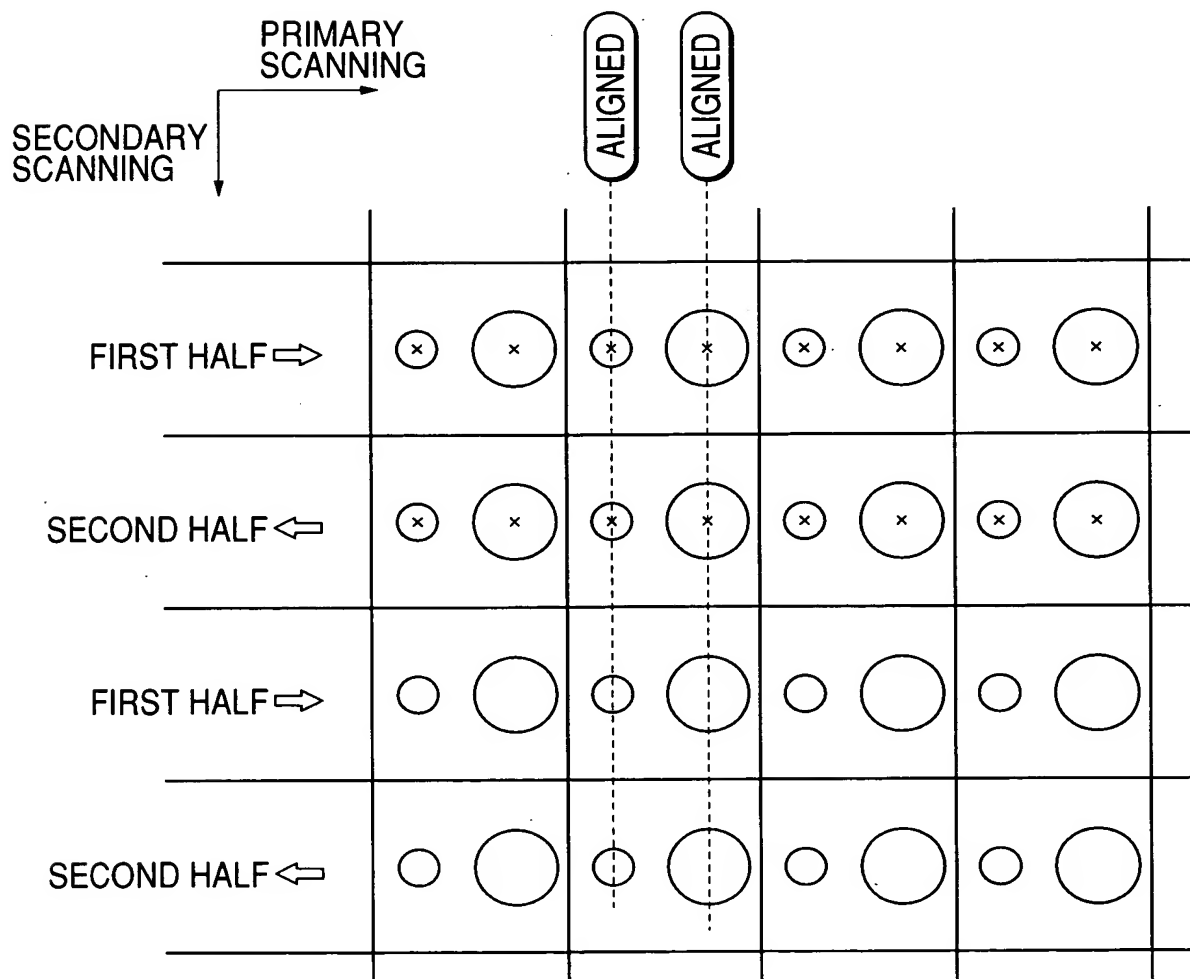 PRIMARY
SCANNING
SECONDARY
SCANNING
ALIGNED
ALIGNED
FIRST HALF
SECOND HALF
FIRST HALF
SECOND HALF